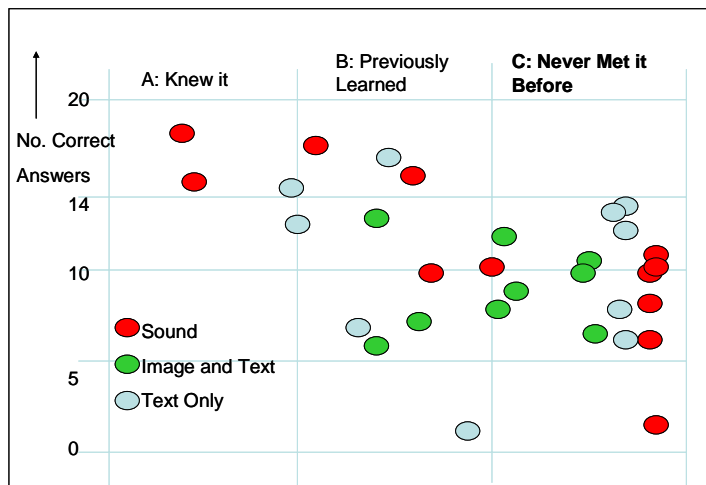 A: Knew it
B: Previously
Learned
C: Never Met it
Before
20
No. Correct
Answers
14
10
Sound
Image and Text
5
Text Only
0